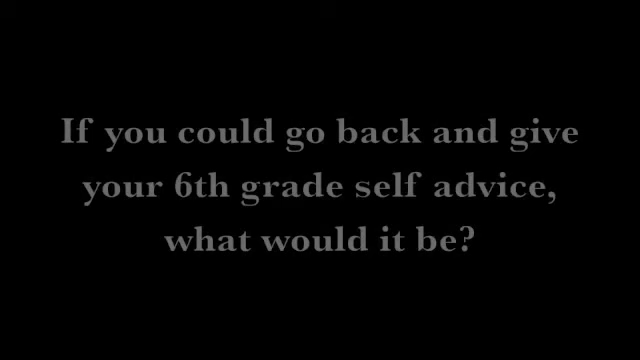 If you could go back and give
your 6th grade self advice,
what would it be?